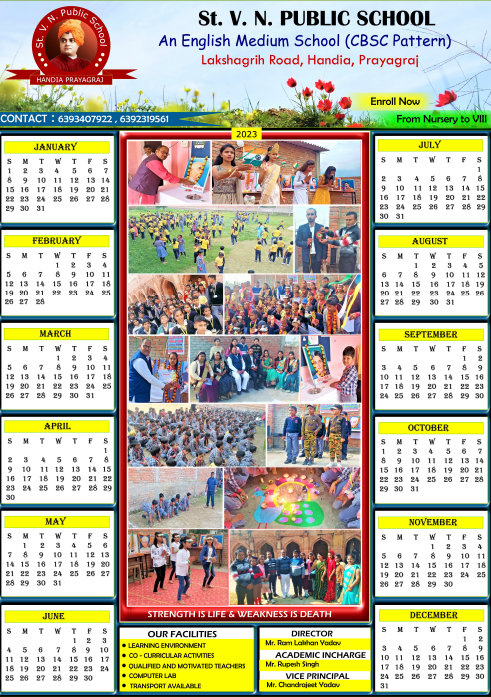 St. V. N. Public School
HANDIA PRAYAGRAJ
St. V. N. PUBLIC SCHOOL
An English Medium School (CBSC Pattern)
Lakshagrih Road, Handia, Prayagraj
Enroll Now
CONTACT : 6393407922 , 6392319561
From Nursery to VIII
2023
JANUARY
S M T W T F S
1 2 3 4 5 6 7
8 9 10 11 12 13 14
15 16 17 18 19 20 21
22 23 24 25 26 27 28
29 30 31
FEBRUARY
S M T W T F S
1 2 3 4
5 6 7 8 9 10 11
12 13 14 15 16 17 18
19 20 21 22 23 24 25
26 27 28
MARCH
S M T W T F S
1 2 3 4
5 6 7 8 9 10 11
12 13 14 15 16 17 18
19 20 21 22 23 24 25
26 27 28 29 30 31
APRIL
S M T W T F S
1
2 3 4 5 6 7 8
9 10 11 12 13 14 15
16 17 18 19 20 21 22
23 24 25 26 27 28 29
30
MAY
S M T W T F S
1 2 3 4 5 6
7 8 9 10 11 12 13
14 15 16 17 18 19 20
21 22 23 24 25 26 27
28 29 30 31
JUNE
S M T W T F S
1 2 3
4 5 6 7 8 9 10
11 12 13 14 15 16 17
18 19 20 21 22 23 24
25 26 27 28 29 30
JULY
S M T W T F S
1
2 3 4 5 6 7 8
9 10 11 12 13 14 15
16 17 18 19 20 21 22
23 24 25 26 27 28 29
30 31
AUGUST
S M T W T F S
1 2 3 4 5
6 7 8 9 10 11 12
13 14 15 16 17 18 19
20 21 22 23 24 25 26
27 28 29 30 31
SEPTEMBER
S M T W T F S
1 2
3 4 5 6 7 8 9
10 11 12 13 14 15 16
17 18 19 20 21 22 23
24 25 26 27 28 29 30
OCTOBER
S M T W T F S
1 2 3 4 5 6 7
8 9 10 11 12 13 14
15 16 17 18 19 20 21
22 23 24 25 26 27 28
29 30 31
NOVEMBER
S M T W T F S
1 2 3 4
5 6 7 8 9 10 11
12 13 14 15 16 17 18
19 20 21 22 23 24 25
26 27 28 29 30
DECEMBER
S M T W T F S
1 2
3 4 5 6 7 8 9
10 11 12 13 14 15 16
17 18 19 20 21 22 23
24 25 26 27 28 29 30
31
STRENGTH IS LIFE & WEAKNESS IS DEATH
OUR FACILITIES
LEARNING ENVIRONMENT
CO - CURRICULAR ACTIVITIES
QUALIFIED AND MOTIVATED TEACHERS
COMPUTER LAB
TRANSPORT AVAILABLE
DIRECTOR
Mr. Ram Lakhan Yadav
ACADEMIC INCHARGE
Mr. Rupesh Singh
VICE PRINCIPAL
Mr. Chandrajeet Yadav